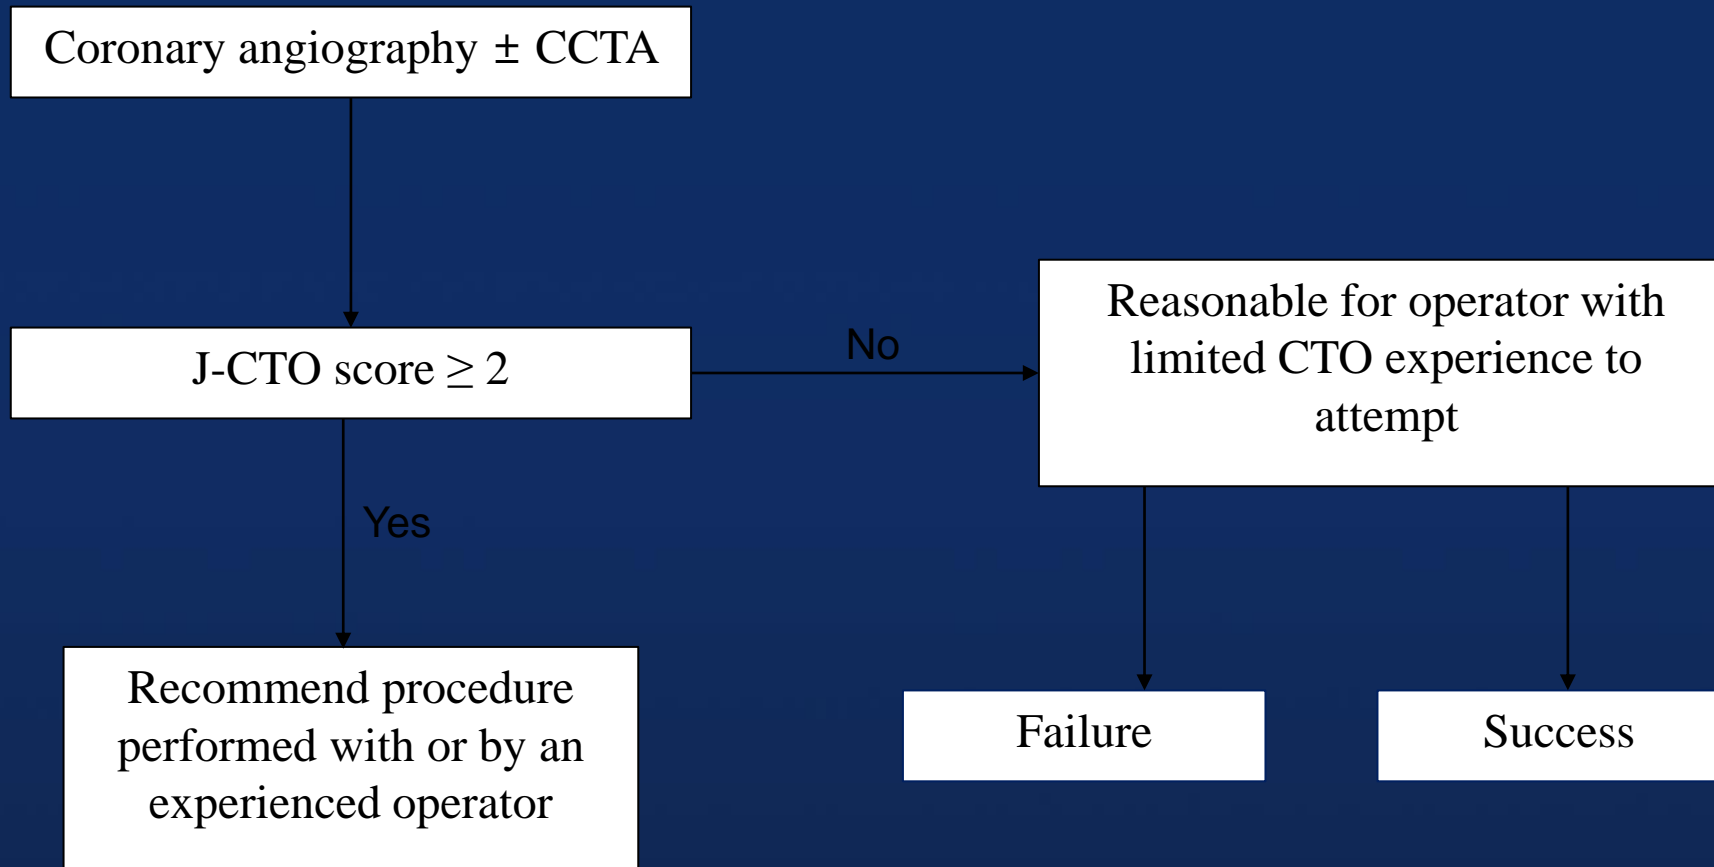 Coronary angiography ± CCTA
J-CTO score ≥ 2
No
Reasonable for operator with
limited CTO experience to
attempt
Yes
Recommend procedure
performed with or by an
experienced operator
Failure
Success